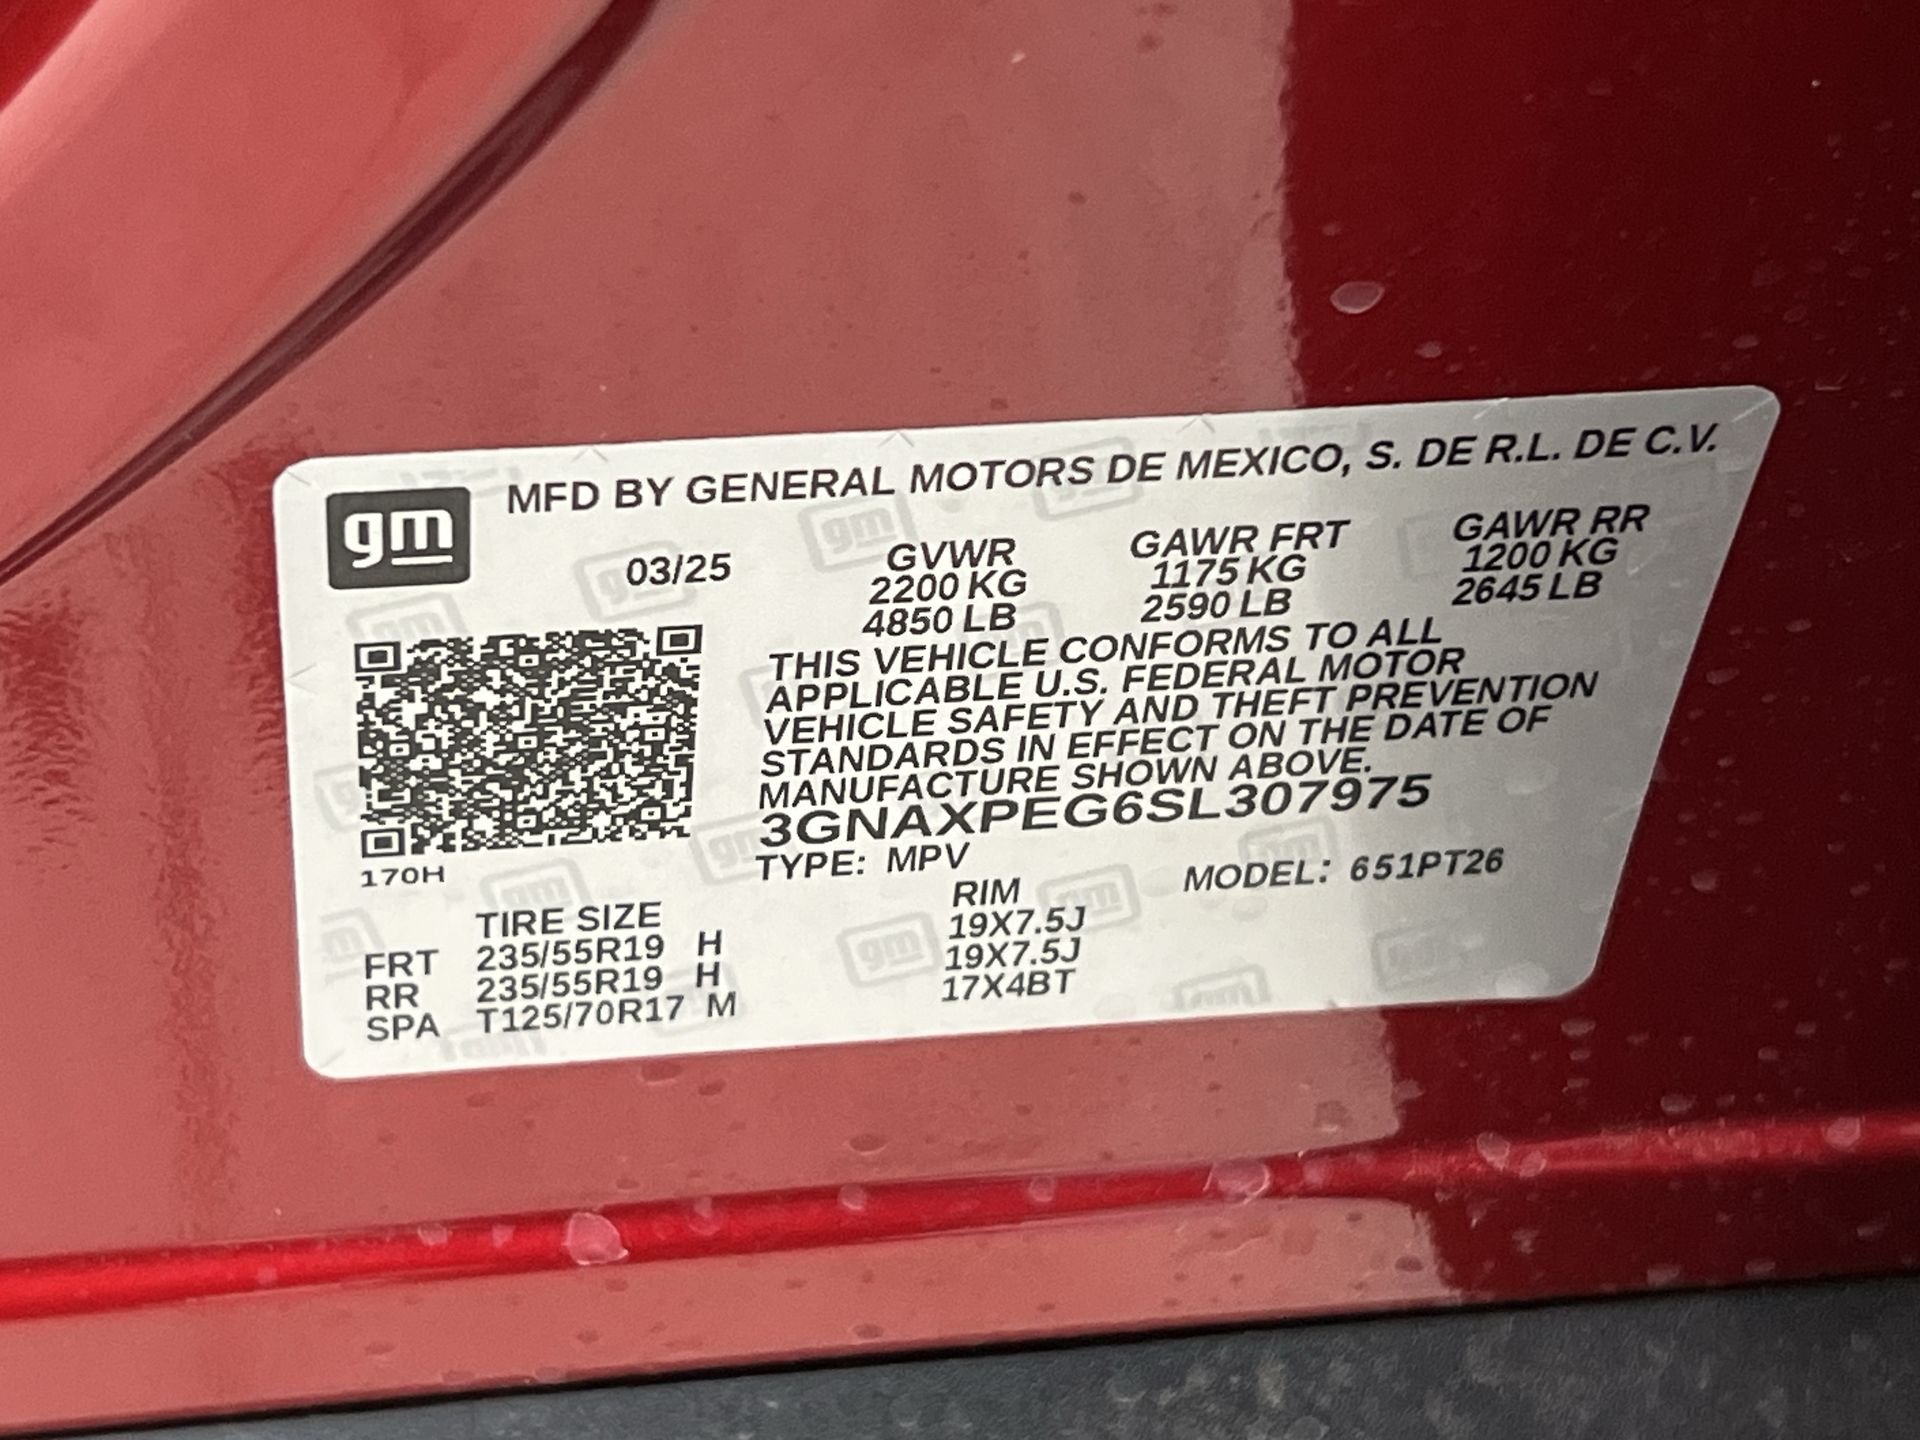 gm
MFD BY GENERAL MOTORS DE MEXICO, S. DE R.L. DE C.V.
03/25 GVWR GAWR FRT GAWR RR
2200 KG 1175 KG 1200 KG
4850 LB 2590 LB 2645 LB
THIS VEHICLE CONFORMS TO ALL
APPLICABLE U.S. FEDERAL MOTOR
VEHICLE SAFETY AND THEFT PREVENTION
STANDARDS IN EFFECT ON THE DATE OF
MANUFACTURE SHOWN ABOVE.
3GNAXPEG6SL307975
170H
TYPE: MPV MODEL: 651PT26
TIRE SIZE RIM
FRT 235/55R19 H 19X7.5J
RR 235/55R19 H 19X7.5J
SPA T125/70R17 M 17X4BT